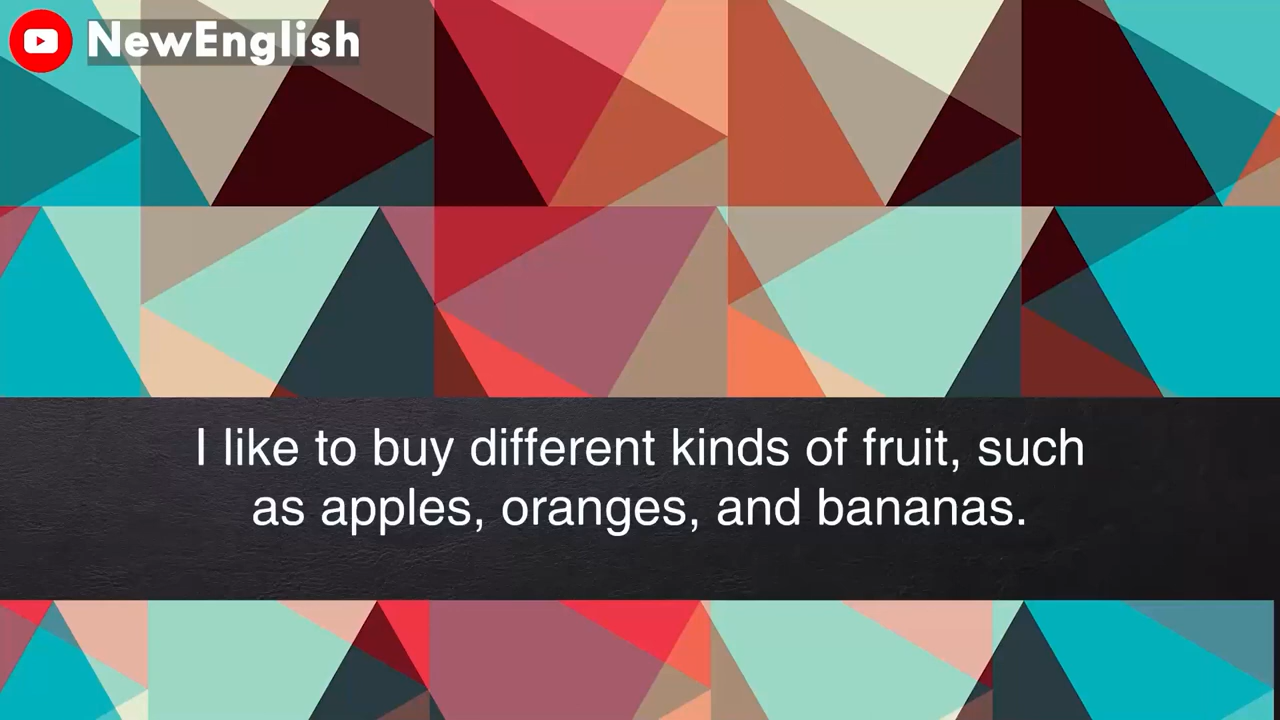 NewEnglish
I like to buy different kinds of fruit, such
as apples, oranges, and bananas.